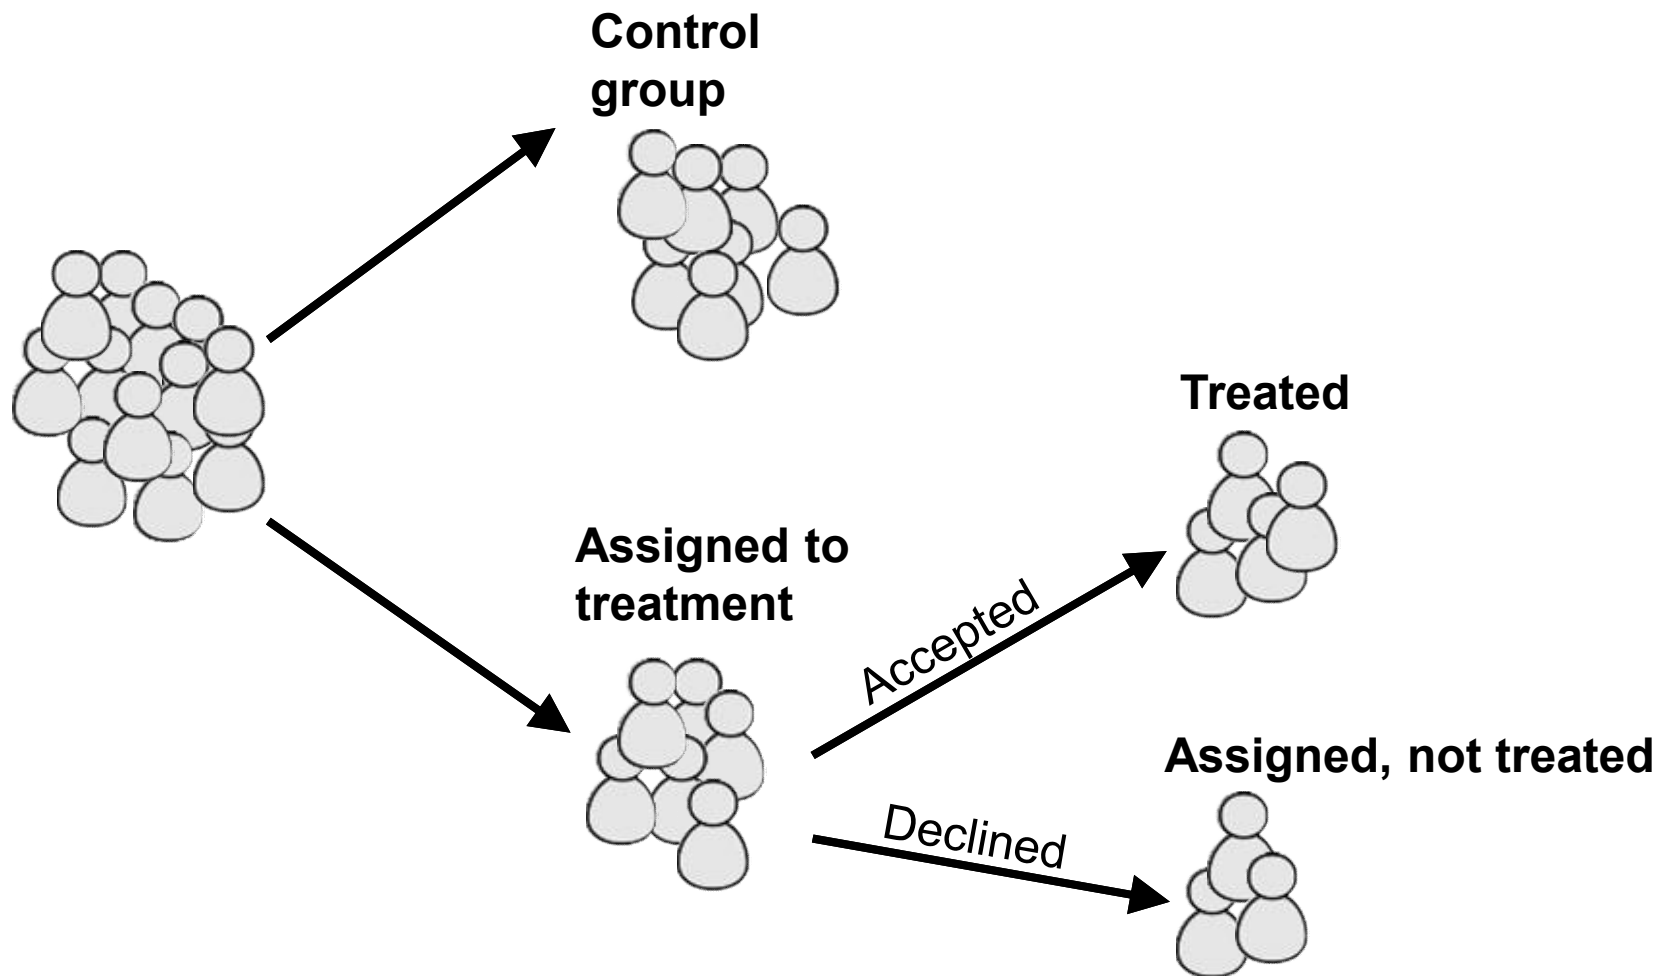 Control
group
Treated
Assigned to
treatment
Accepted
Assigned, not treated
Declined